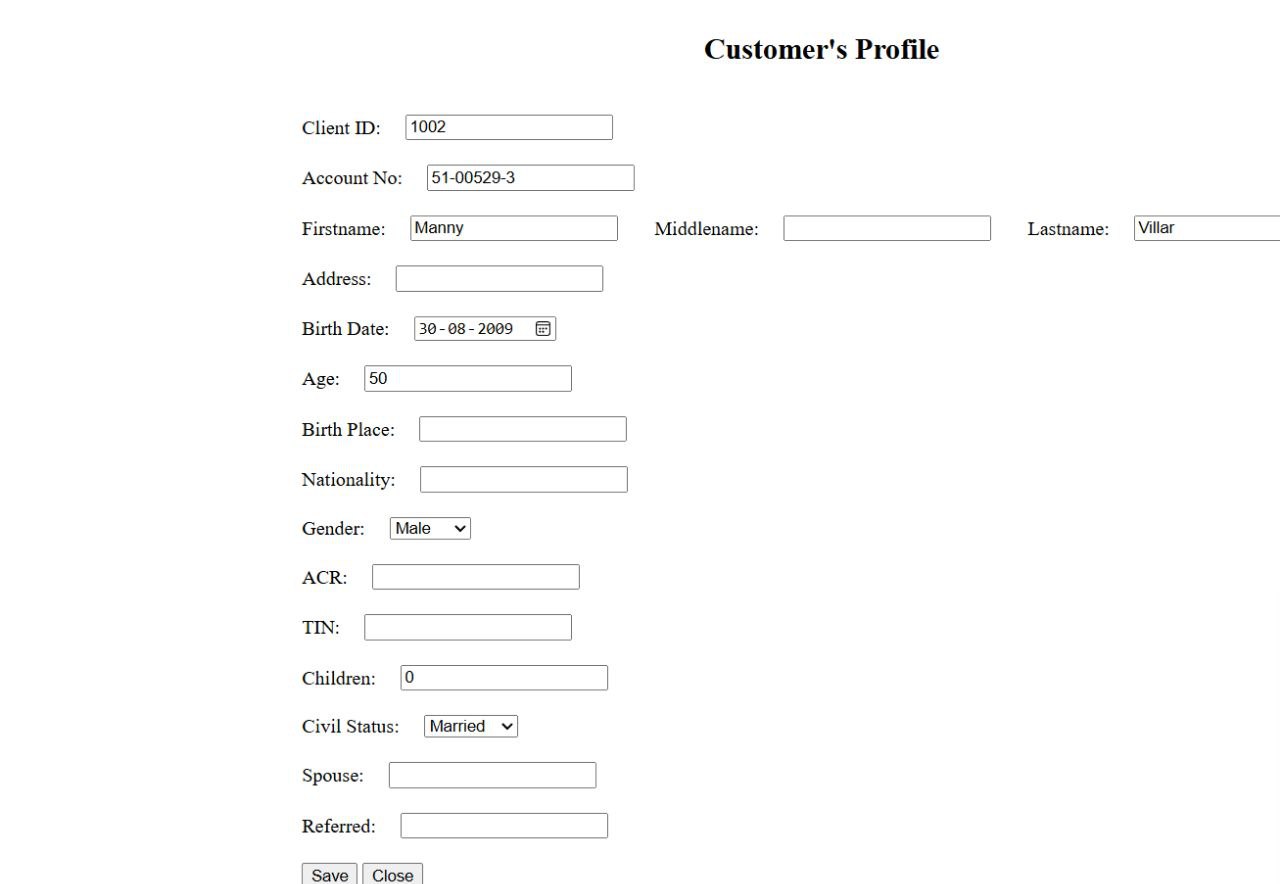 Customer's Profile
Client ID: 1002
Account No: 51-00529-3
Firstname: Manny Middlename: Lastname: Villar
Address:
Birth Date: 30-08-2009
Age: 50
Birth Place:
Nationality:
Gender: Male
ACR:
TIN:
Children: 0
Civil Status: Married
Spouse:
Referred:
Save Close